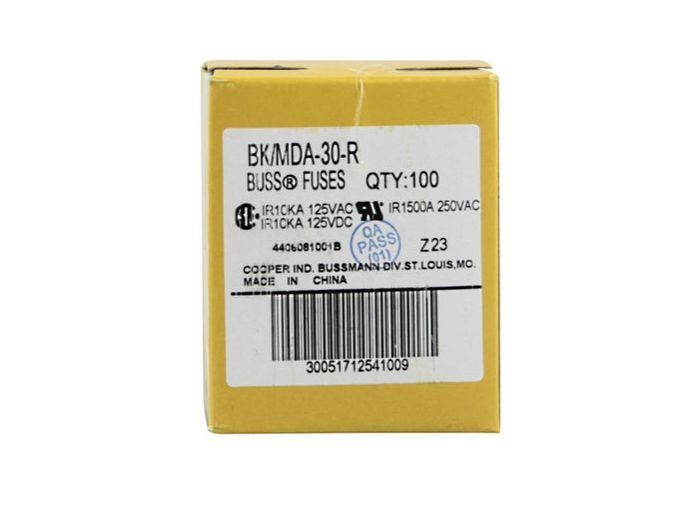 BK/MDA-30-R
BUSS® FUSES QTY:100
IR10KA 125VAC IR1500A 250VAC
IR10KA 125VDC
QA
PASS
(01)
4405081001B Z23
COOPER IND. BUSSMANN DIV.ST.LOUIS,MO.
MADE IN CHINA
30051712541009